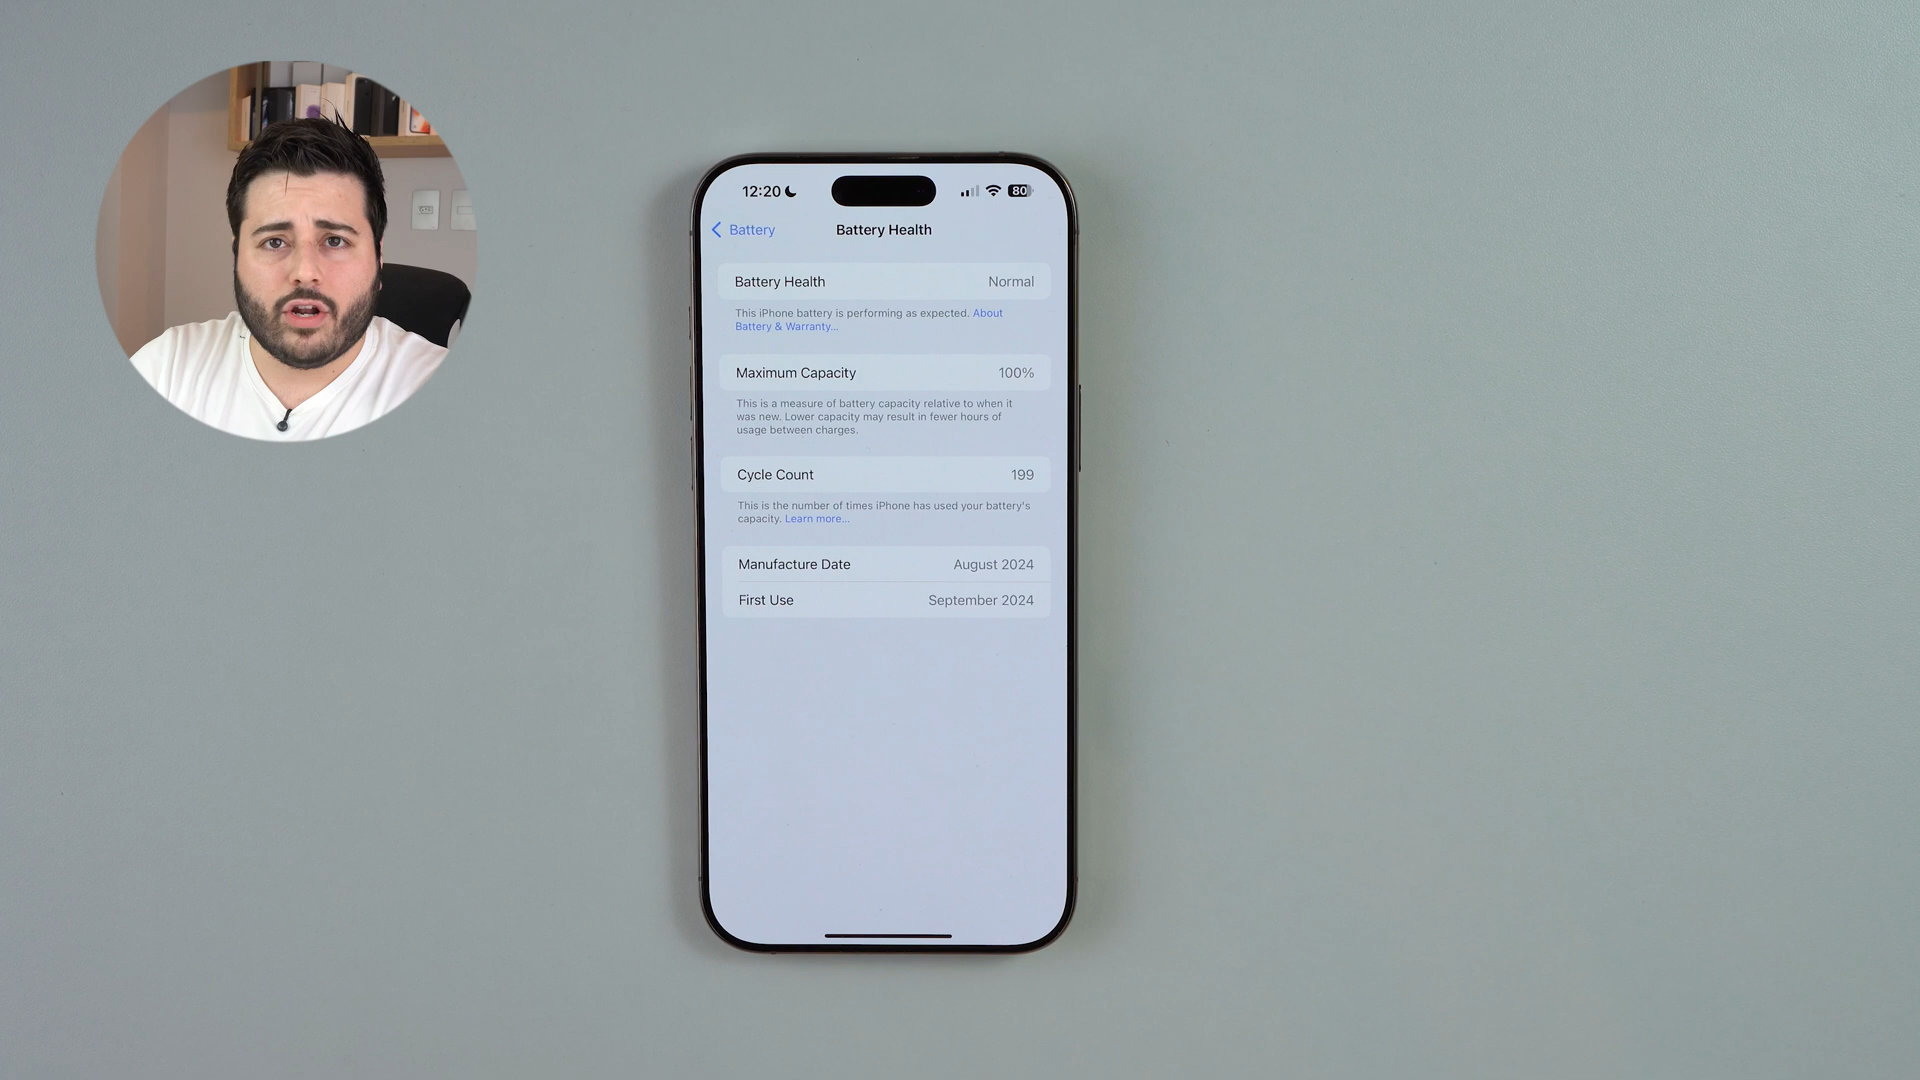 12:20
80
Battery
Battery Health
Battery Health Normal
This iPhone battery is performing as expected. About
Battery & Warranty...
Maximum Capacity 100%
This is a measure of battery capacity relative to when it
was new. Lower capacity may result in fewer hours of
usage between charges.
Cycle Count 199
This is the number of times iPhone has used your battery's
capacity. Learn more...
Manufacture Date August 2024
First Use September 2024